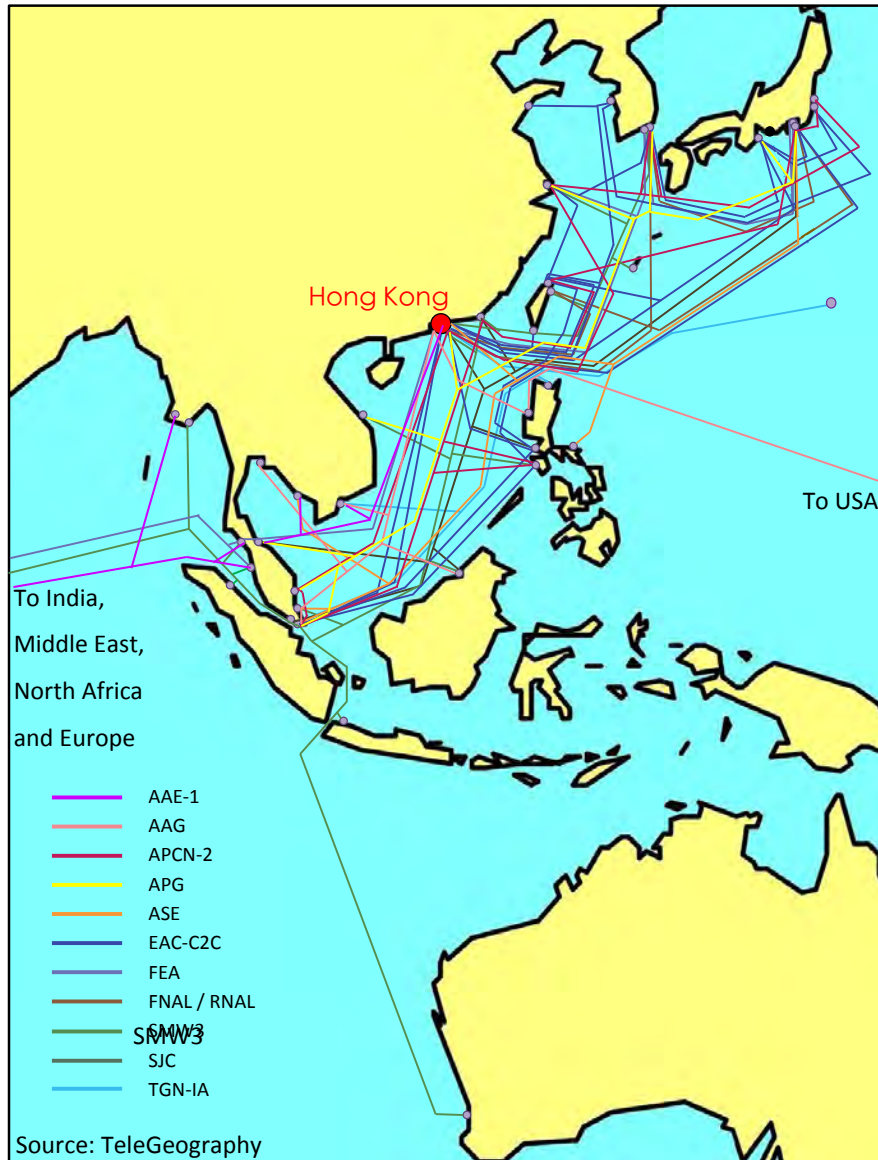 Hong Kong
To USA
To India,
Middle East,
North Africa
and Europe
AAE-1
AAG
APCN-2
APG
ASE
EAC-C2C
FEA
FNAL / RNAL
SMW3
SMW3
SJC
TGN-IA
Source: TeleGeography